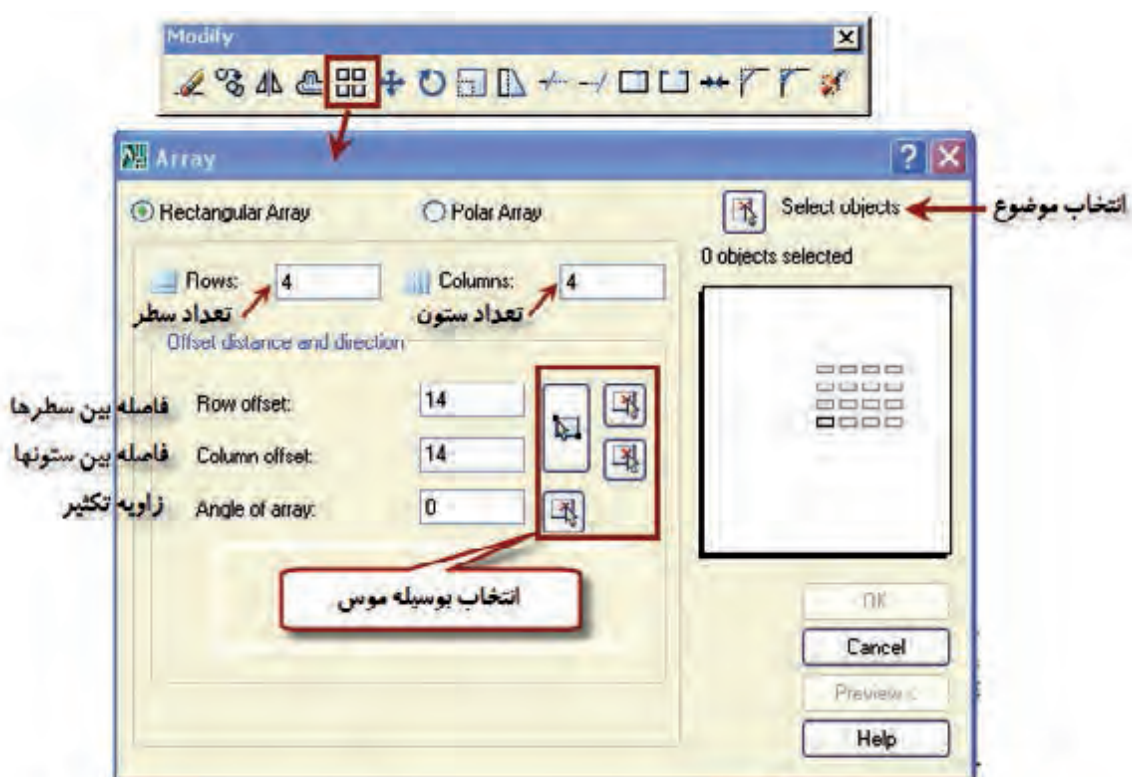 Modify
Array
Rectangular Array
Polar Array
Select objects
انتخاب موضوع
0 objects selected
Rows: 4
Columns: 4
تعداد سطر
تعداد ستون
Offset distance and direction
فاصله بین سطرها
Row offset: 14
فاصله بین ستونها
Column offset: 14
زاویه تکثیر
Angle of array: 0
انتخاب بوسیله موس
OK
Cancel
Preview <
Help